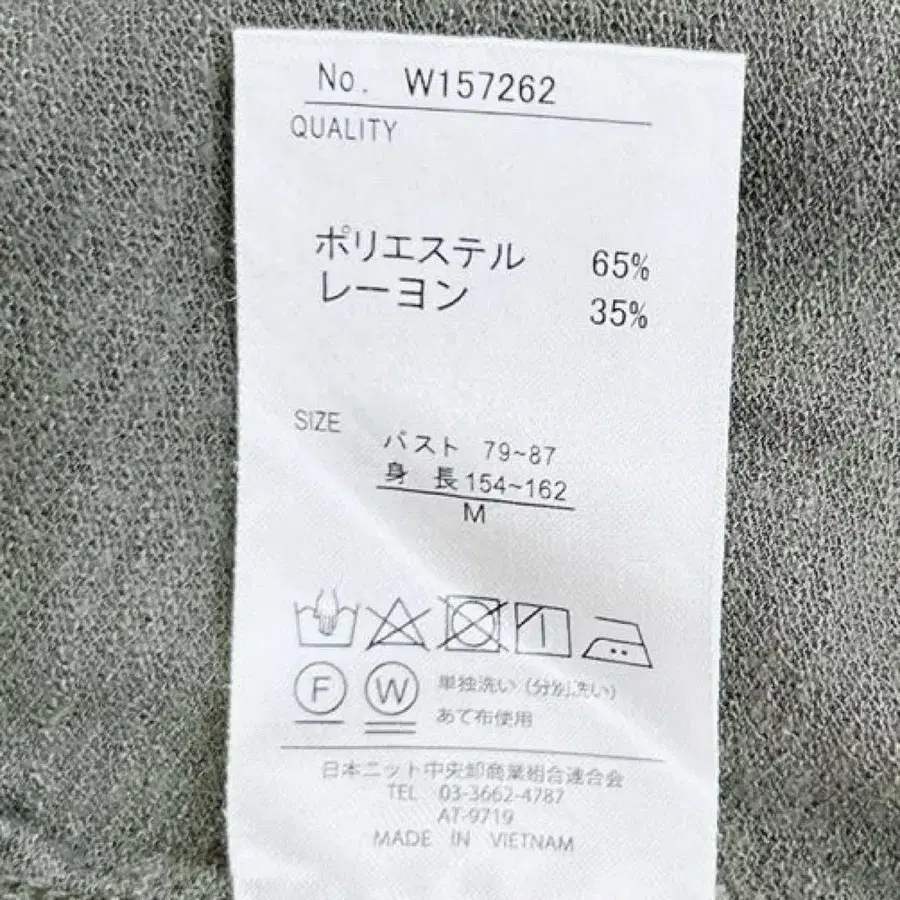 No. W157262
QUALITY
ポリエステル 65%
レーヨン 35%
SIZE
バスト 79~87
身 長 154~162
M
F W 単独洗い(分別洗い)
あて布使用
日本ニット中央卸商業組合連合会
TEL 03-3662-4787
AT-9719
MADE IN VIETNAM